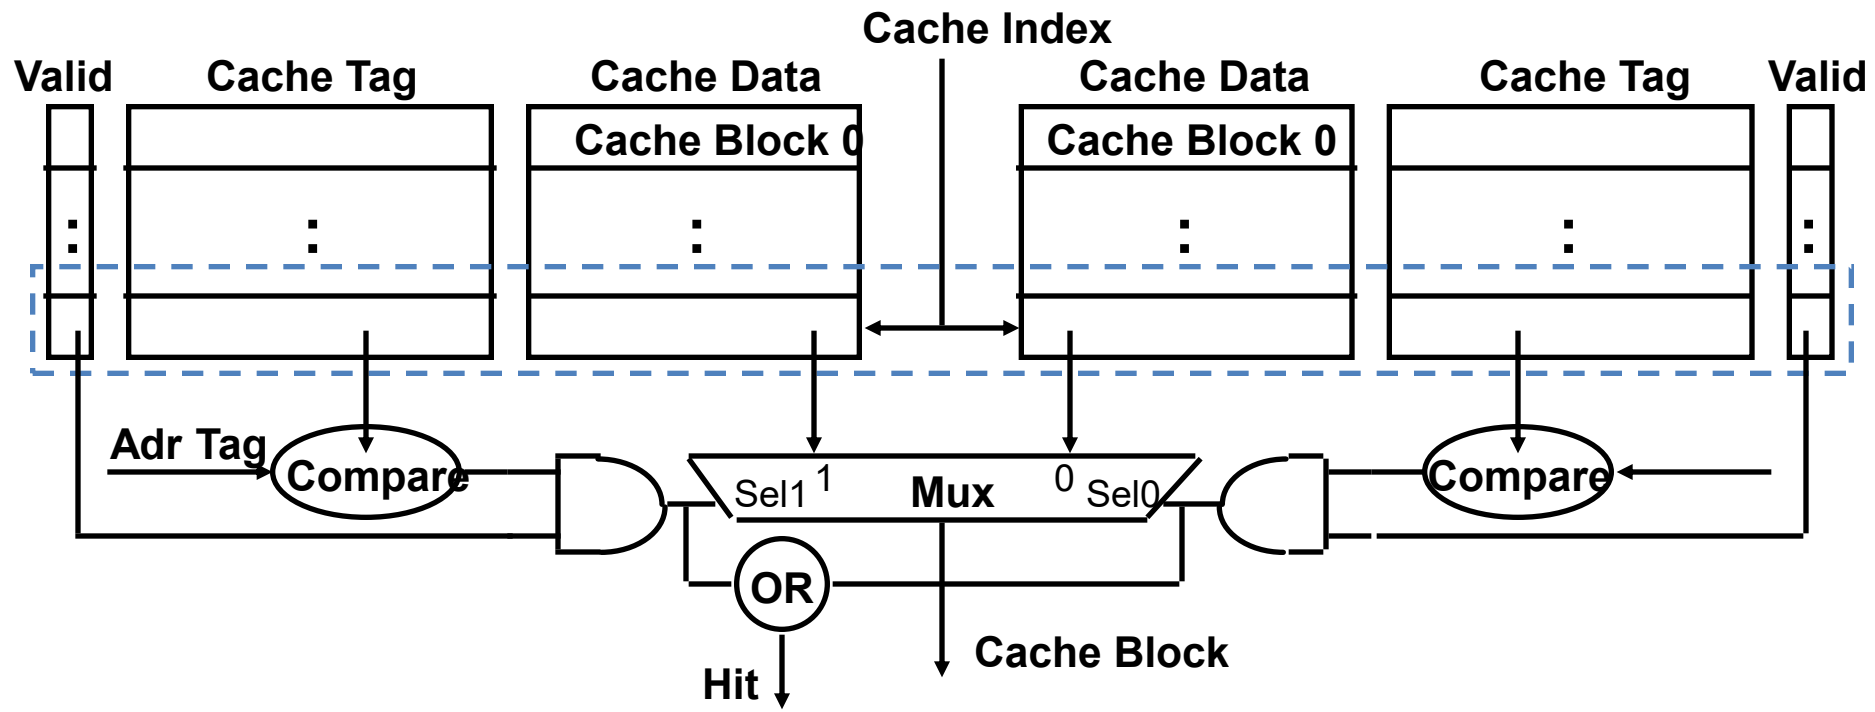 Cache Index
Valid Cache Tag Cache Data Cache Data Cache Tag Valid
Cache Block 0 Cache Block 0
: : : : : :
Adr Tag
Compare Sel1 1 Mux 0 Sel0 Compare
OR
Cache Block
Hit